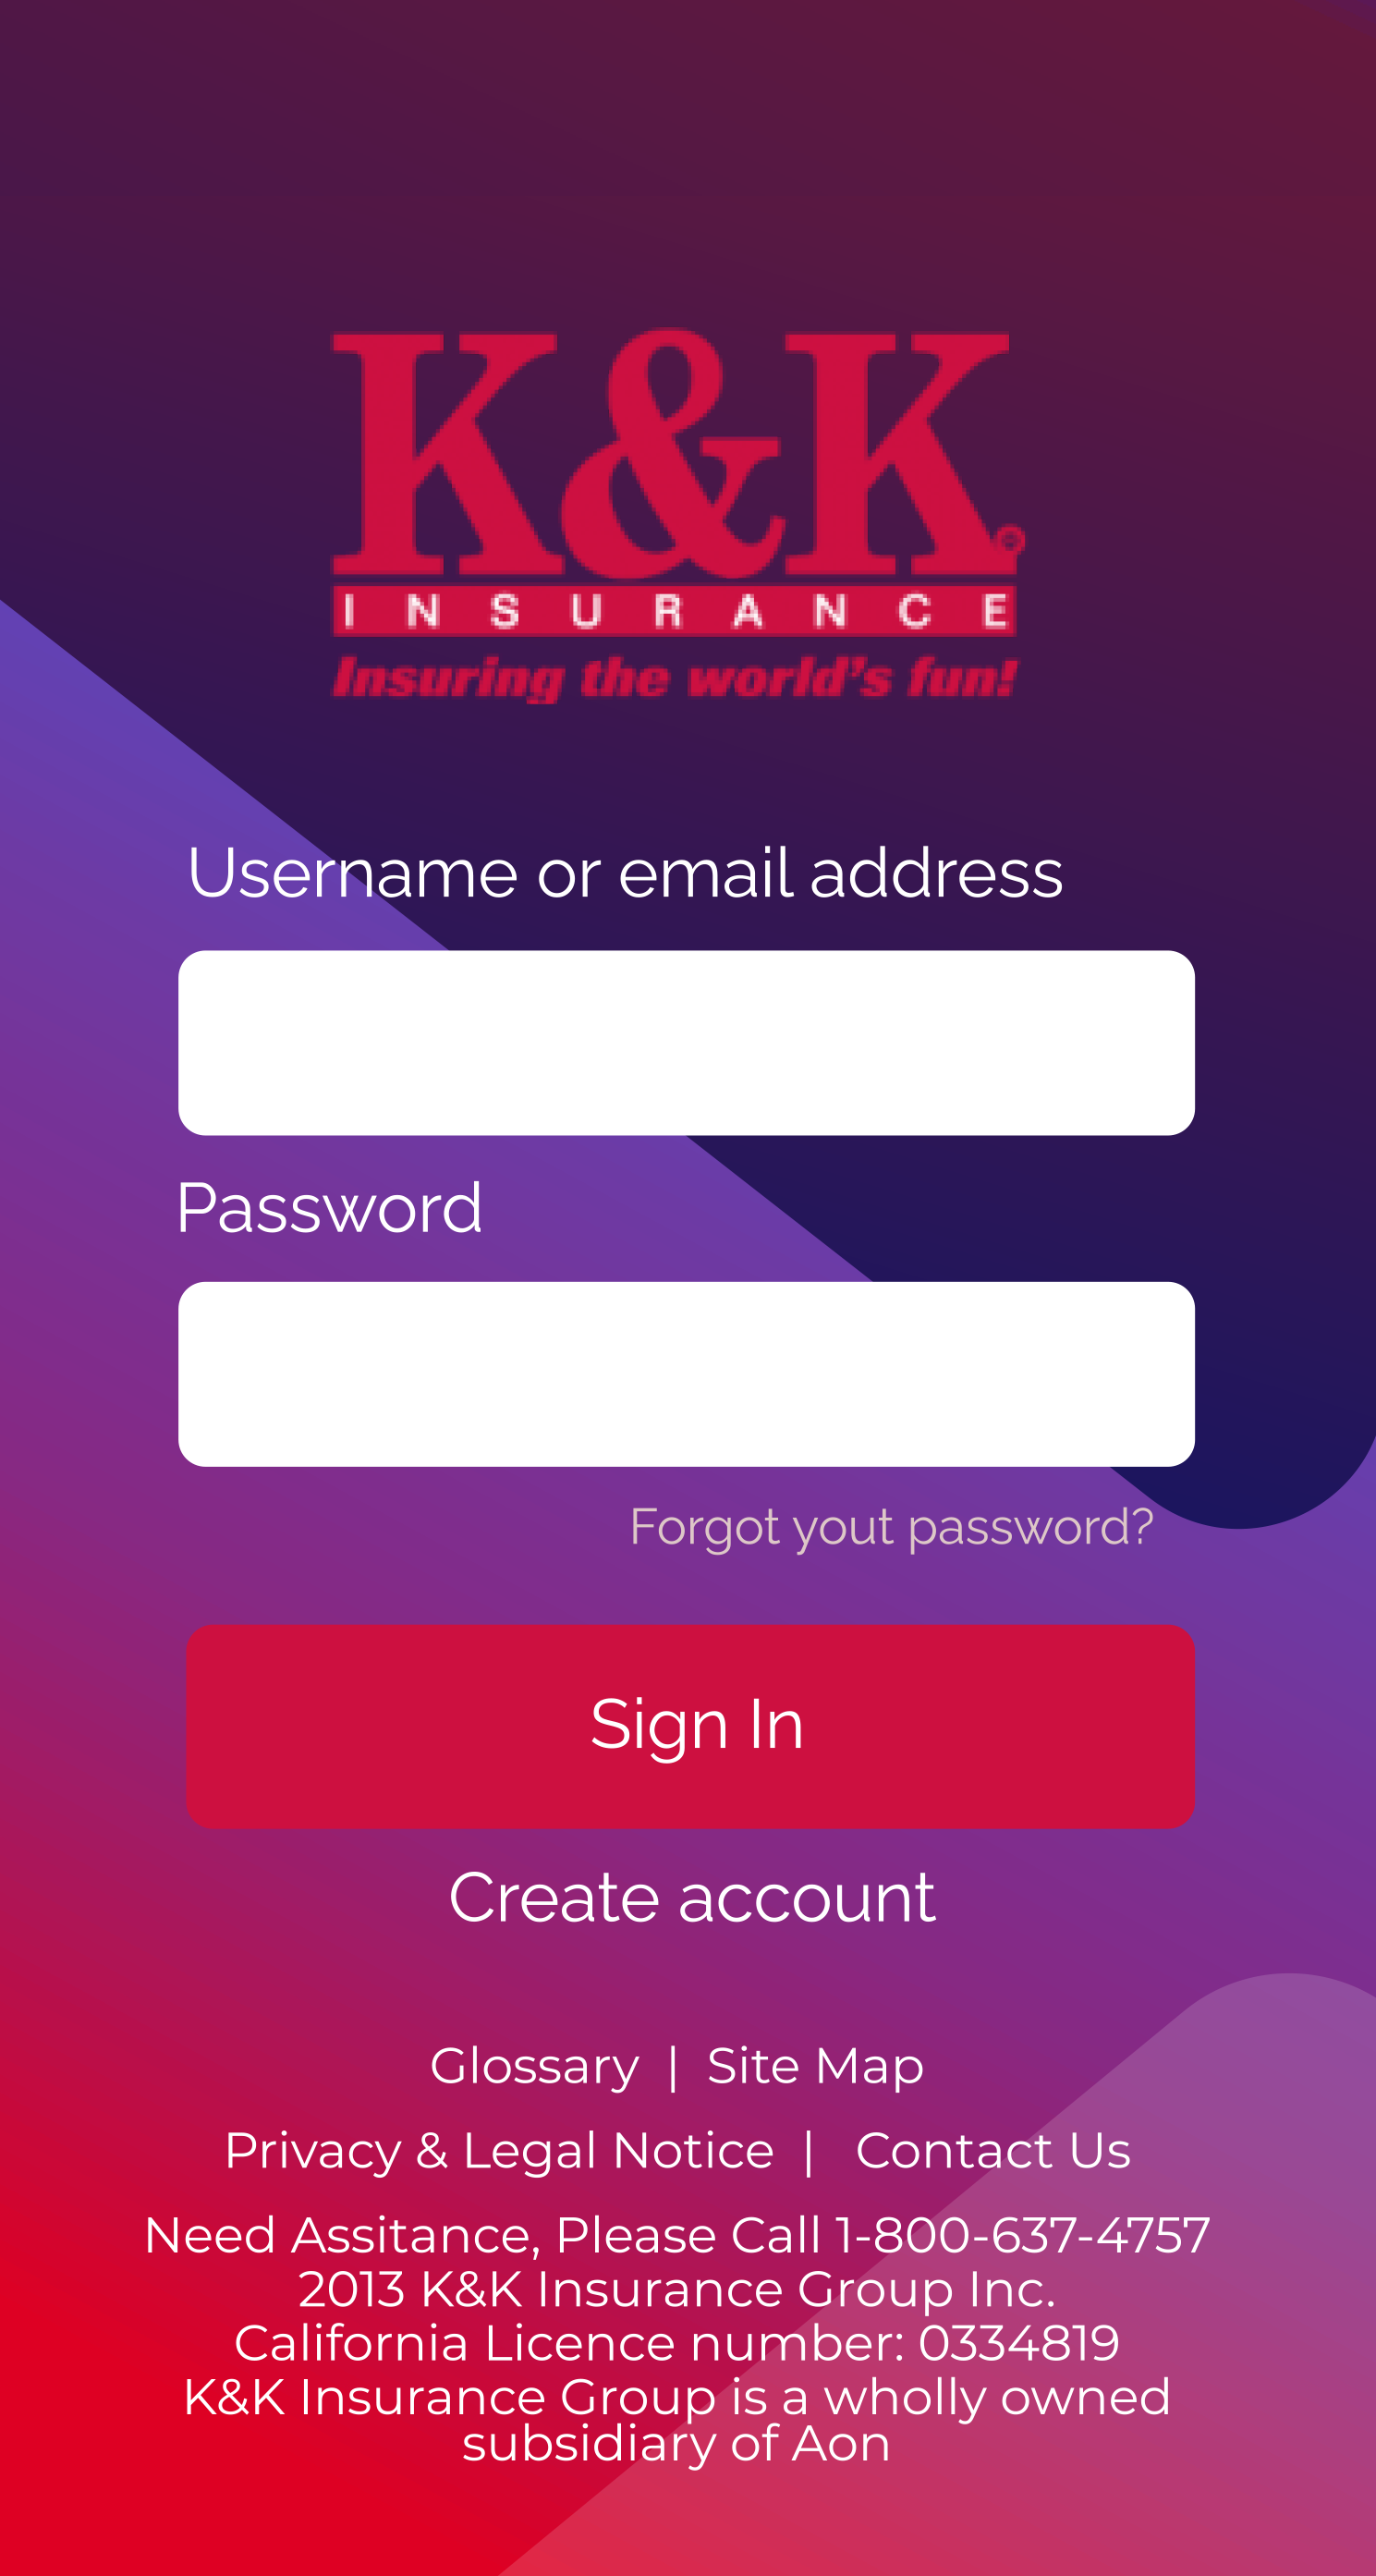 K&K
INSURANCE
Insuring the world's fun!
Username or email address
Password
Forgot yout password?
Sign In
Create account
Glossary | Site Map
Privacy & Legal Notice | Contact Us
Need Assitance, Please Call 1-800-637-4757
2013 K&K Insurance Group Inc.
California Licence number: 0334819
K&K Insurance Group is a wholly owned
subsidiary of Aon